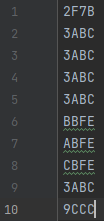 1 2F7B
2 3ABC
3 3ABC
4 3ABC
5 3ABC
6 BBFE
7 ABFE
8 CBFE
9 3ABC
10 9CCC